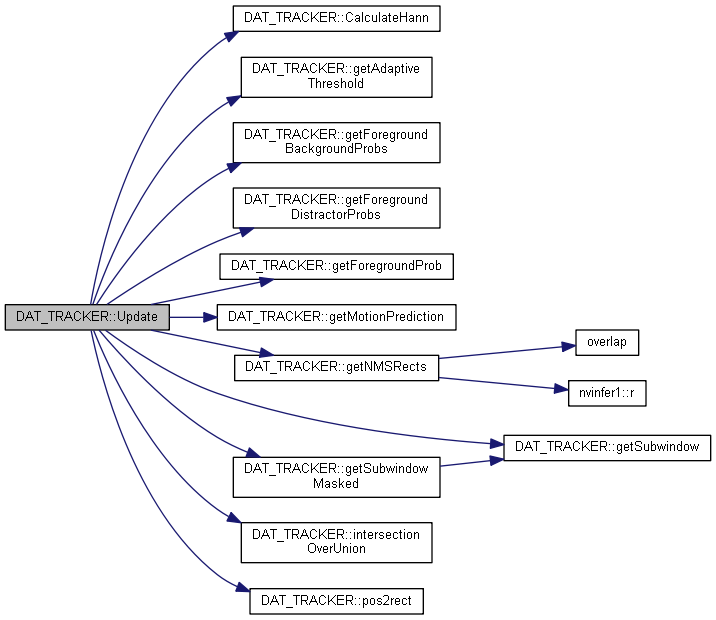 DAT_TRACKER::CalculateHann
DAT_TRACKER::getAdaptive
Threshold
DAT_TRACKER::getForeground
BackgroundProbs
DAT_TRACKER::getForeground
DistractorProbs
DAT_TRACKER::getForegroundProb
DAT_TRACKER::Update
DAT_TRACKER::getMotionPrediction
overlap
DAT_TRACKER::getNMSRects
nvinfer1::r
DAT_TRACKER::getSubwindow
DAT_TRACKER::getSubwindow
Masked
DAT_TRACKER::intersection
OverUnion
DAT_TRACKER::pos2rect